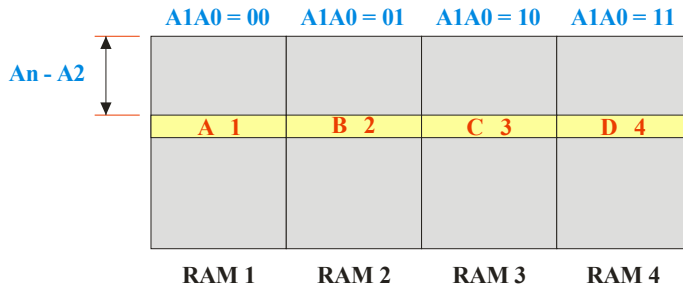 A1A0 = 00 A1A0 = 01 A1A0 = 10 A1A0 = 11
An - A2
A 1 B 2 C 3 D 4
RAM 1 RAM 2 RAM 3 RAM 4